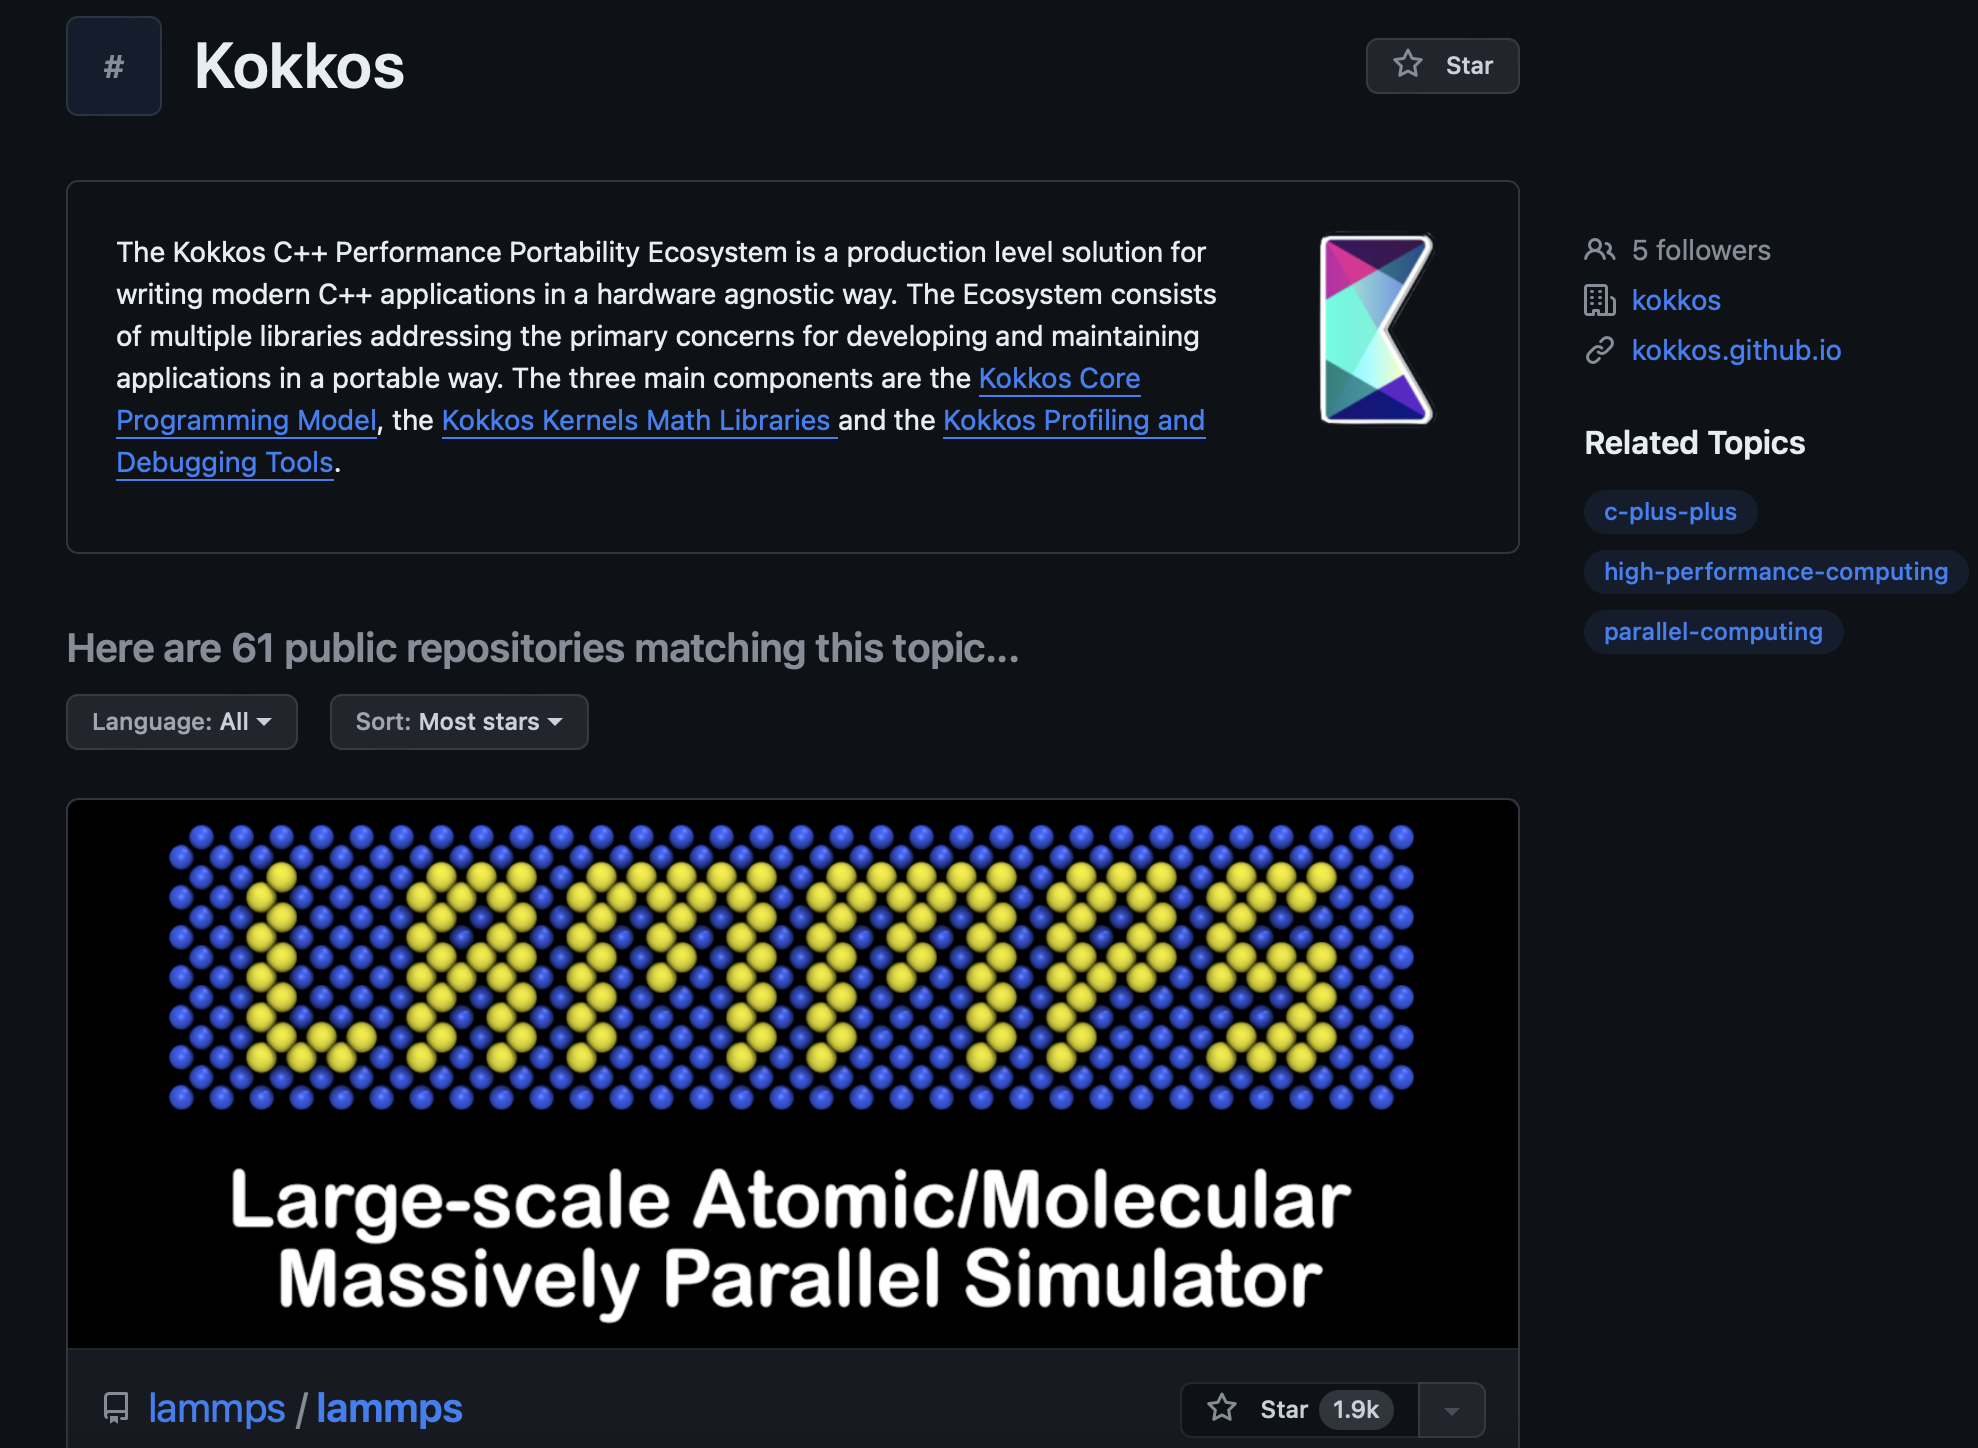 # Kokkos
Star
The Kokkos C++ Performance Portability Ecosystem is a production level solution for
writing modern C++ applications in a hardware agnostic way. The Ecosystem consists
of multiple libraries addressing the primary concerns for developing and maintaining
applications in a portable way. The three main components are the Kokkos Core
Programming Model, the Kokkos Kernels Math Libraries and the Kokkos Profiling and
Debugging Tools.
5 followers
kokkos
kokkos.github.io
Related Topics
c-plus-plus
high-performance-computing
parallel-computing
Here are 61 public repositories matching this topic...
Language: All
Sort: Most stars
LAMMPS
Large-scale Atomic/Molecular
Massively Parallel Simulator
lammps / lammps
Star 1.9k